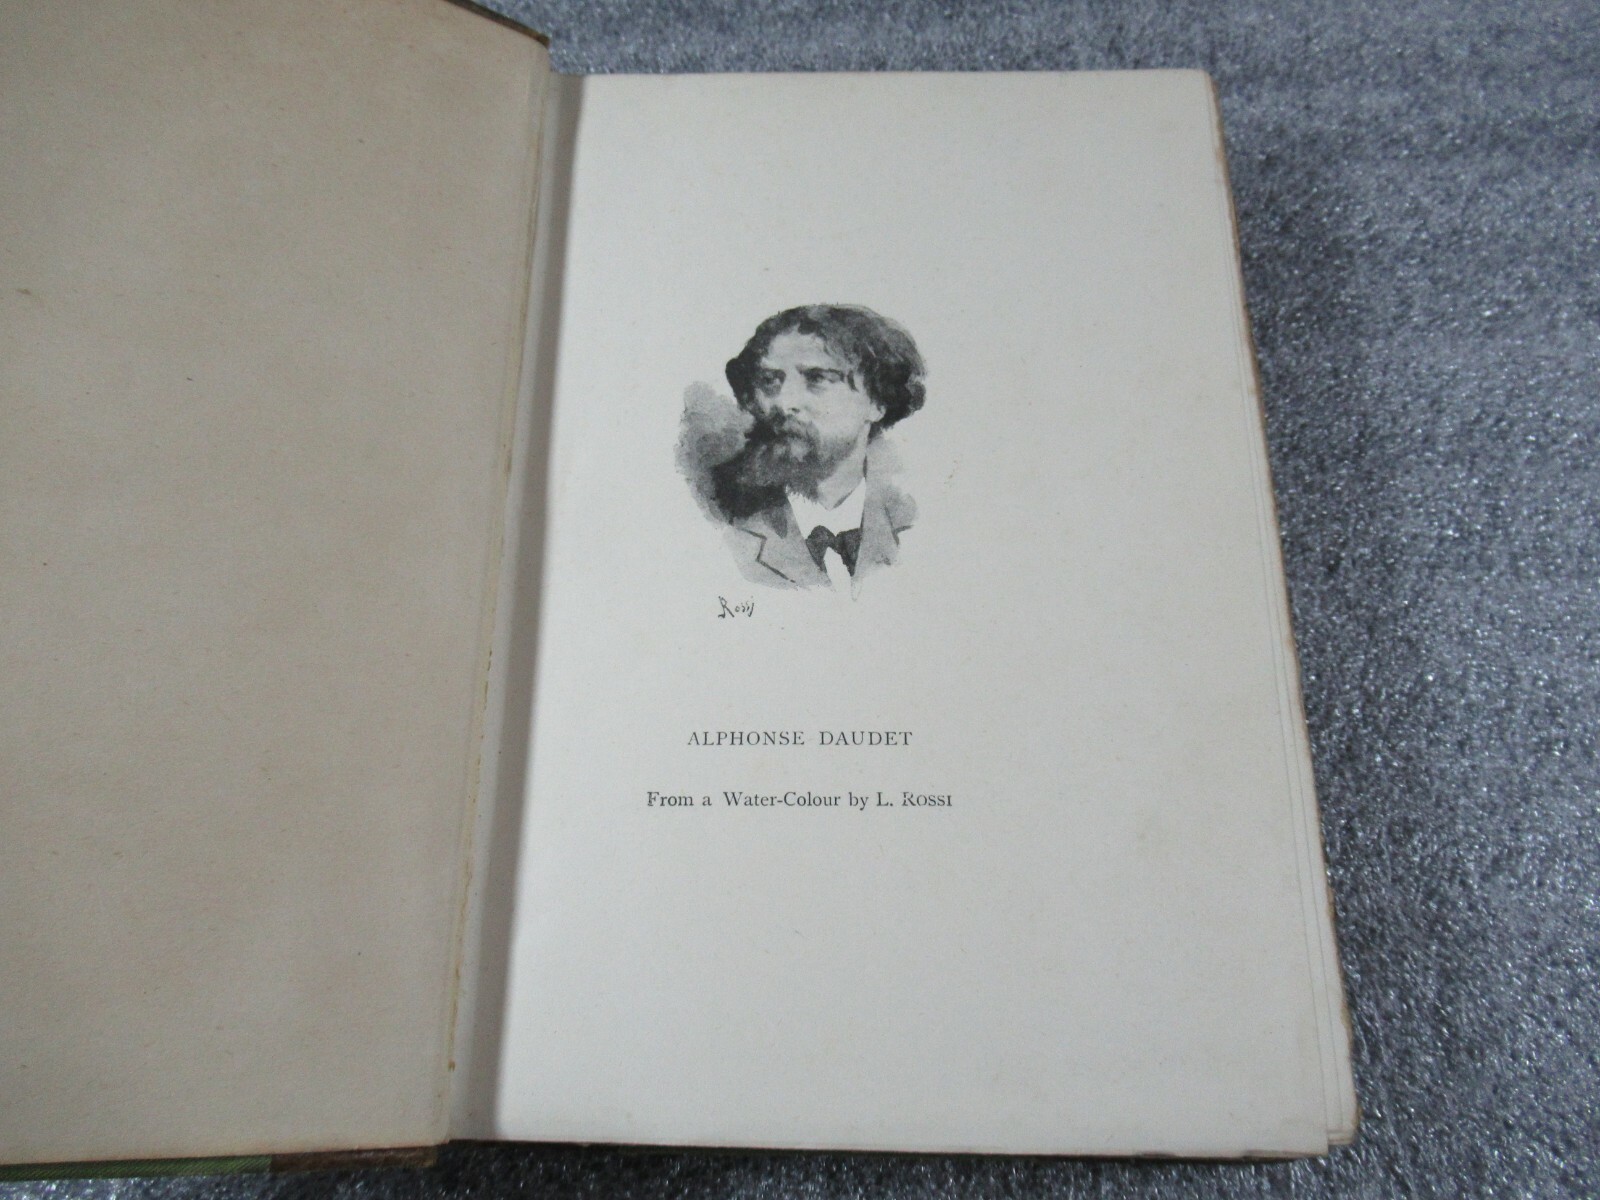 Rossi
ALPHONSE DAUDET
From a Water-Colour by L. ROSSI